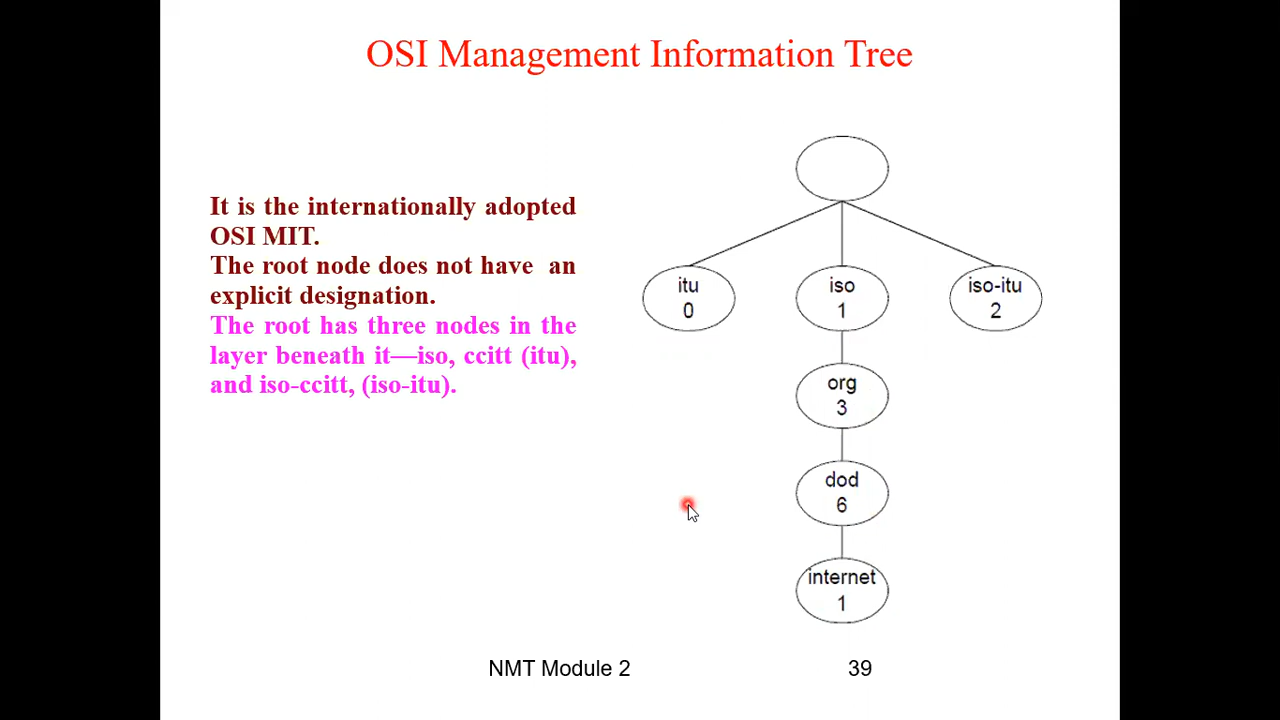 OSI Management Information Tree
It is the internationally adopted
OSI MIT.
The root node does not have an
explicit designation.
The root has three nodes in the
layer beneath it—iso, ccitt (itu),
and iso-ccitt, (iso-itu).
itu
0
iso
1
iso-itu
2
org
3
dod
6
internet
1
NMT Module 2
39